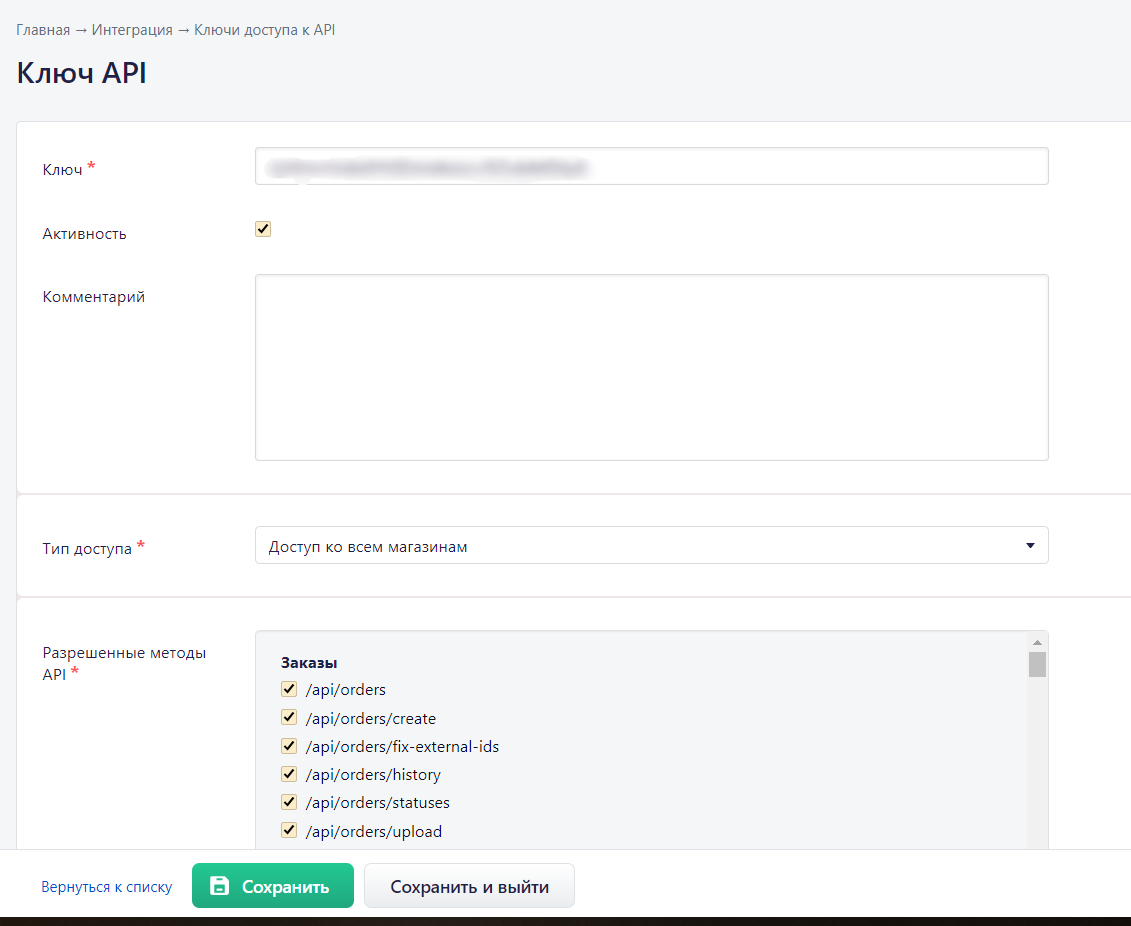 Главная → Интеграция → Ключи доступа к API
Ключ API
Ключ *
Активность
Комментарий
Тип доступа *
Доступ ко всем магазинам
Разрешенные методы
API *
Заказы
/api/orders
/api/orders/create
/api/orders/fix-external-ids
/api/orders/history
/api/orders/statuses
/api/orders/upload
Вернуться к списку
Сохранить
Сохранить и выйти